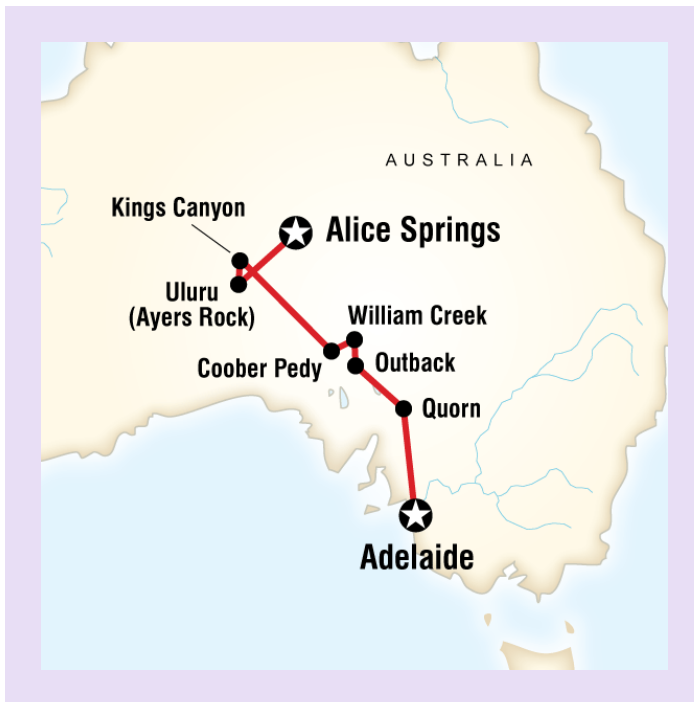 AUSTRALIA
Kings Canyon
Alice Springs
Uluru
(Ayers Rock)
William Creek
Coober Pedy
Outback
Quorn
Adelaide